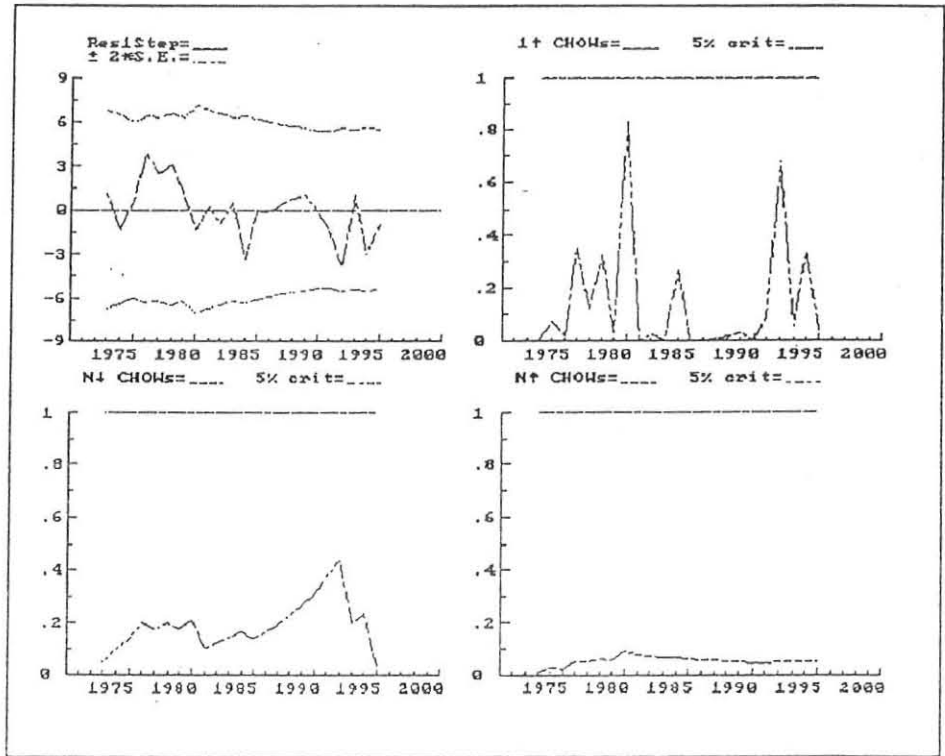 Res1Step=____
± 2*S.E.=____
9
6
3
0
-3
-6
-9
1975 1980 1985 1990 1995 2000
1↑ CHOWs=____ 5% crit=____
1
.8
.6
.4
.2
0
1975 1980 1985 1990 1995 2000
N↓ CHOWs=____ 5% crit=____
1
.8
.6
.4
.2
0
1975 1980 1985 1990 1995 2000
N↑ CHOWs=____ 5% crit=____
1
.8
.6
.4
.2
0
1975 1980 1985 1990 1995 2000